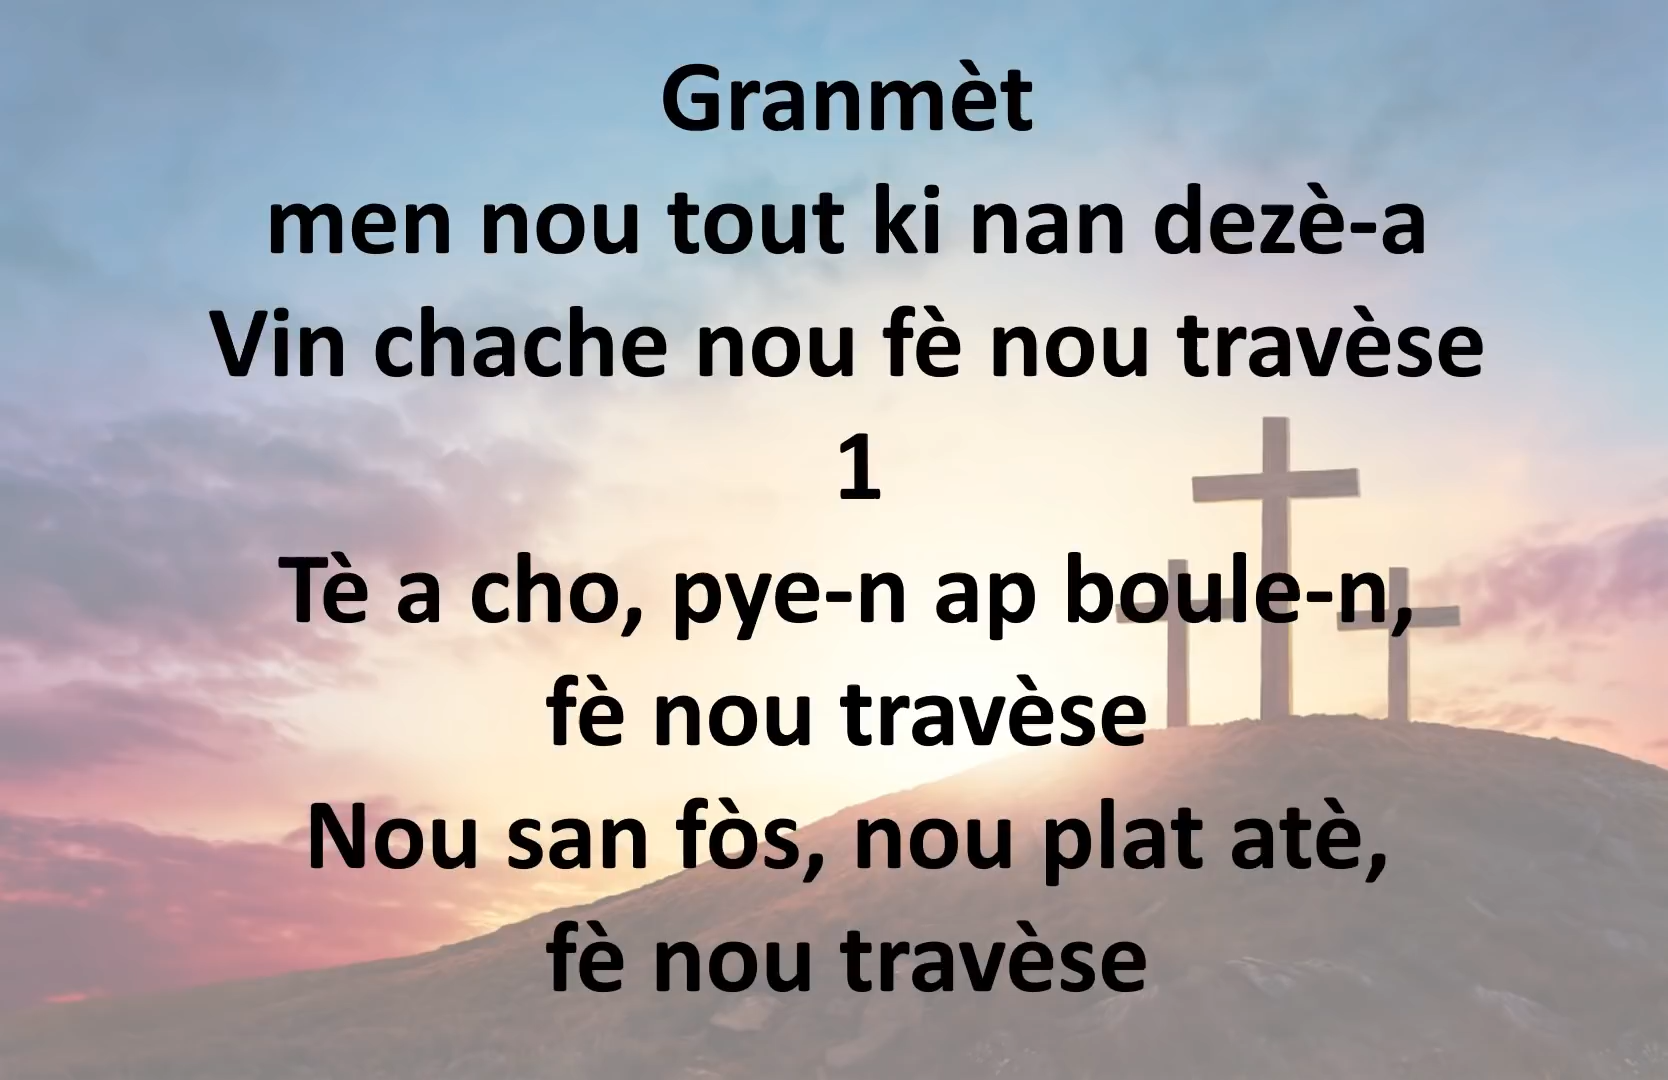 Granmèt
men nou tout ki nan dezè-a
Vin chache nou fè nou travèse
1
Tè a cho, pye-n ap boule-n,
fè nou travèse
Nou san fòs, nou plat atè,
fè nou travèse